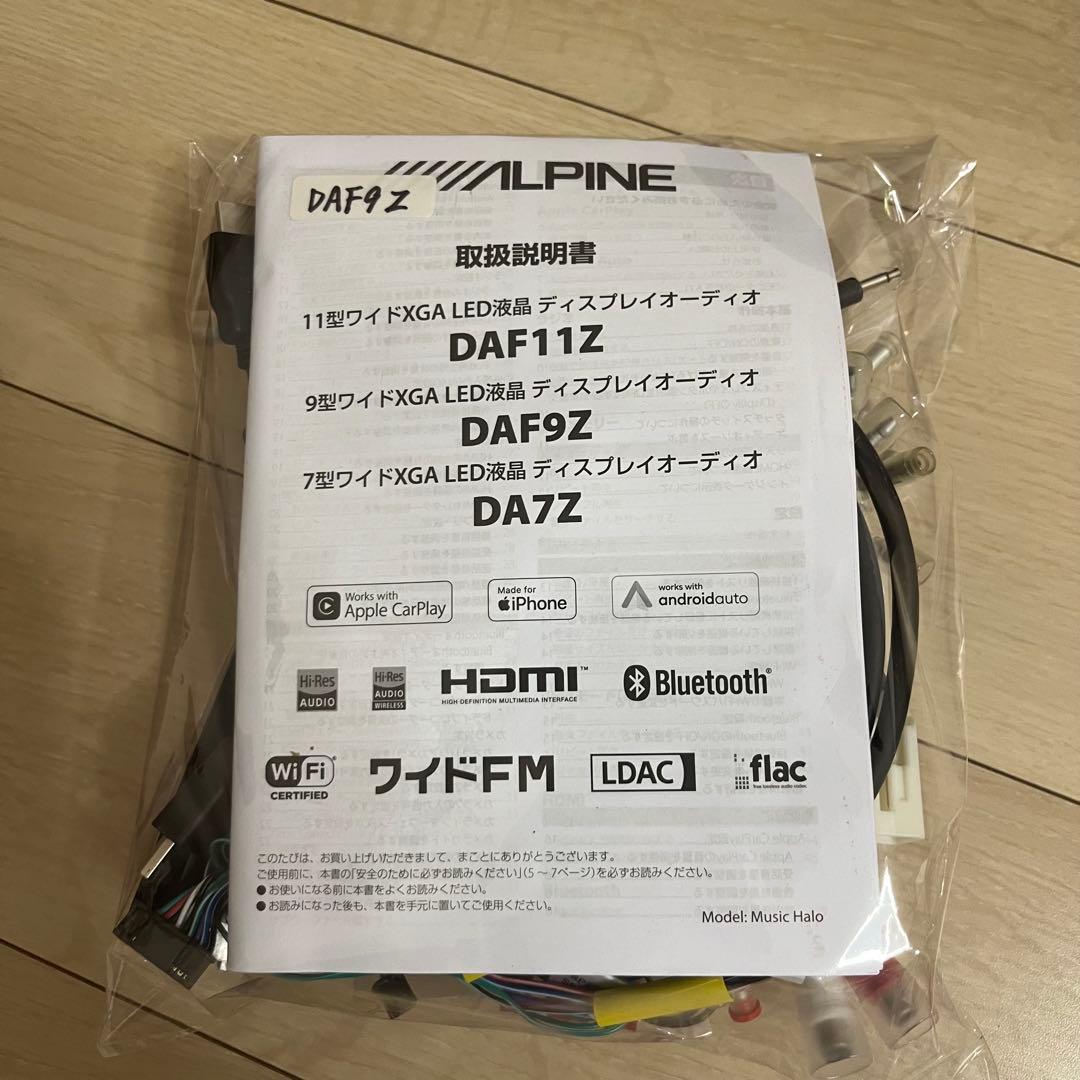 ALPINE
DAF9Z
取扱説明書
11型ワイドXGA LED液晶 ディスプレイオーディオ
DAF11Z
9型ワイドXGA LED液晶 ディスプレイオーディオ
DAF9Z
7型ワイドXGA LED液晶 ディスプレイオーディオ
DA7Z
Works with
Apple CarPlay
Made for
iPhone
works with
androidauto
Hi-Res
AUDIO
Hi-Res
AUDIO
WIRELESS
HDMI™
HIGH-DEFINITION MULTIMEDIA INTERFACE
Bluetooth®
Wi Fi®
CERTIFIED
ワイドFM
LDAC
flac
free lossless audio codec
このたびは、お買い上げいただきまして、まことにありがとうございます。
ご使用前に、本書の「安全のために必ずお読みください」(5 ～ 7ページ)を必ずお読みください。
● お使いになる前に本書をよくお読みください。
● お読みになった後も、本書を手元に置いてご使用ください。
Model: Music Halo